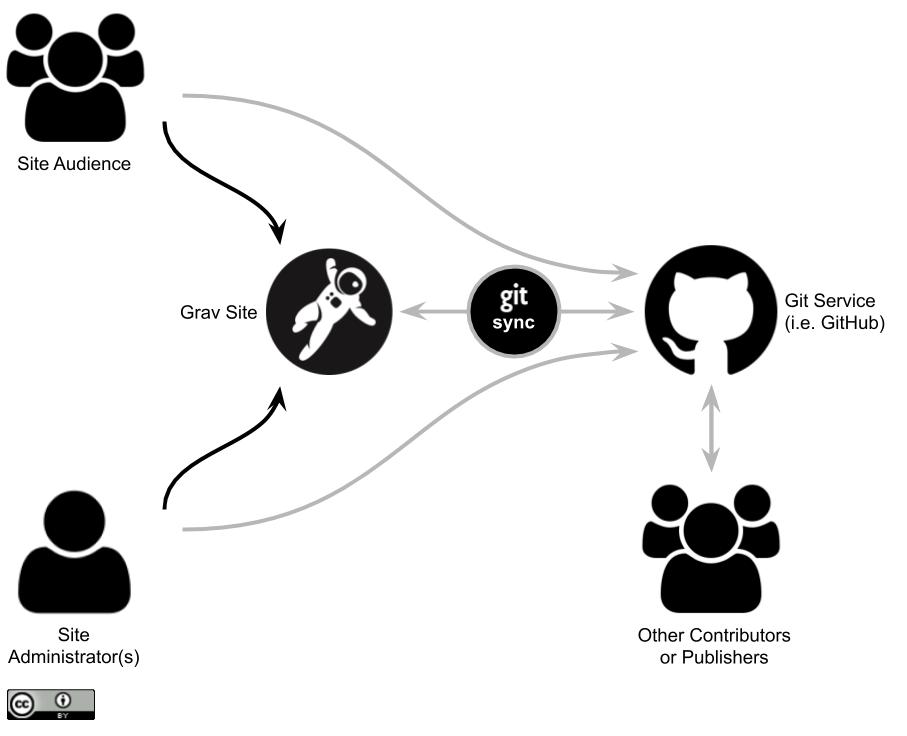 Site Audience
Grav Site
git
sync
Git Service
(i.e. GitHub)
Site
Administrator(s)
Other Contributors
or Publishers
cc
BY